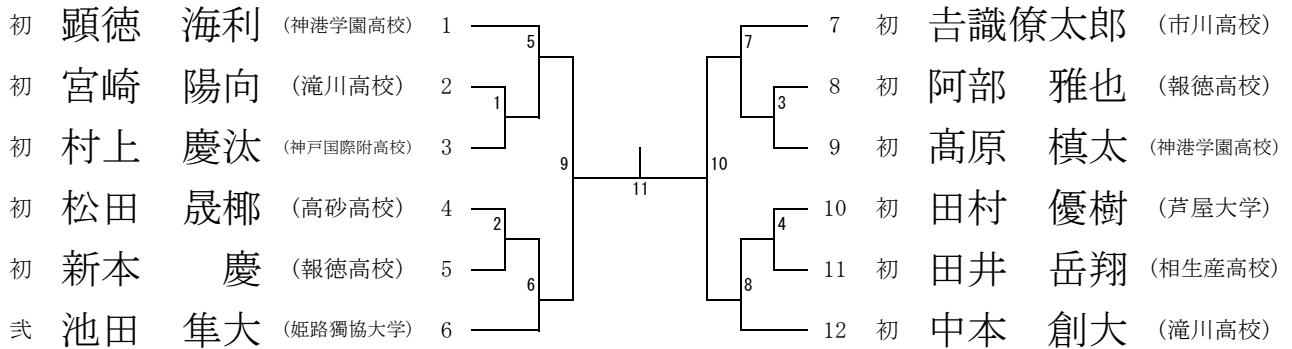 初 顕徳 海利 (神港学園高校) 1
初 宮崎 陽向 (滝川高校) 2
初 村上 慶汰 (神戸国際附高校) 3
初 松田 晟椰 (高砂高校) 4
初 新本 慶 (報徳高校) 5
弐 池田 隼大 (姫路獨協大学) 6
5
1
9
2
6
11
7
3
10
4
8
7 初 𠮷識僚太郎 (市川高校)
8 初 阿部 雅也 (報徳高校)
9 初 髙原 槙太 (神港学園高校)
10 初 田村 優樹 (芦屋大学)
11 初 田井 岳翔 (相生産高校)
12 初 中本 創大 (滝川高校)